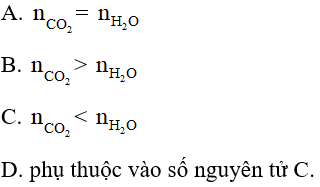 A. n_CO₂ = n_H₂O
B. n_CO₂ > n_H₂O
C. n_CO₂ < n_H₂O
D. phụ thuộc vào số nguyên tử C.